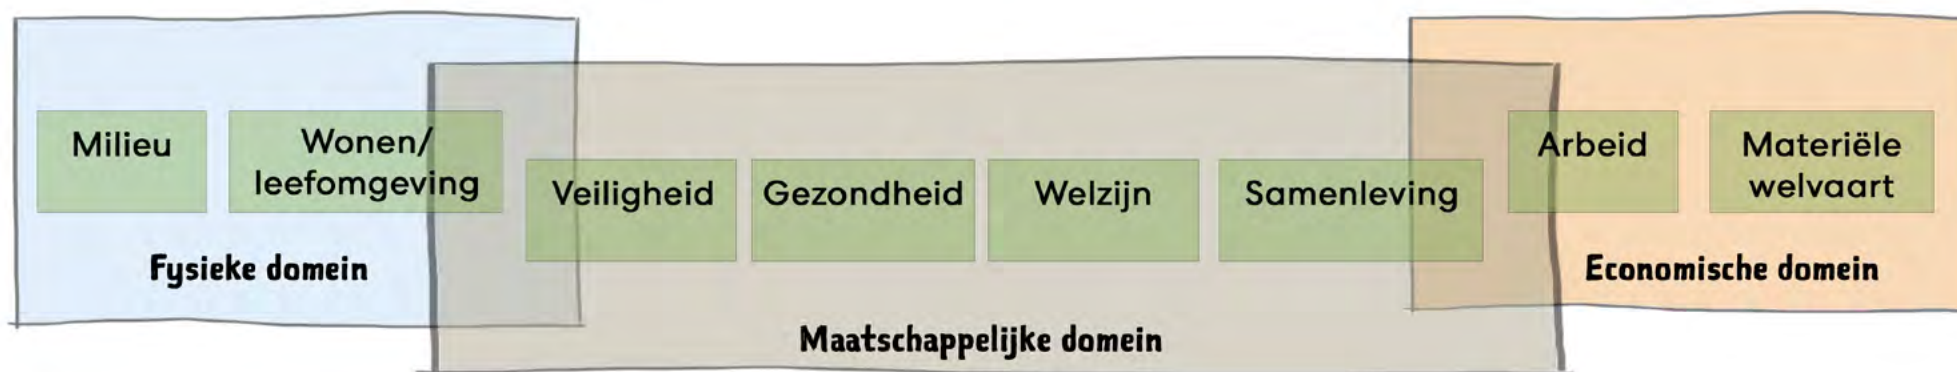 Milieu
Wonen/
leefomgeving
Veiligheid
Gezondheid
Welzijn
Samenleving
Arbeid
Materiële
welvaart
Fysieke domein
Maatschappelijke domein
Economische domein